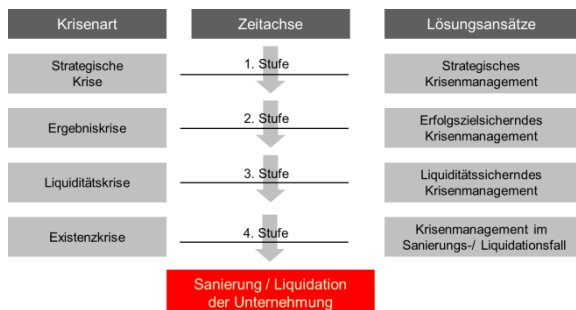 Krisenart
Zeitachse
Lösungsansätze
Strategische
Krise
1. Stufe
Strategisches
Krisenmanagement
Ergebniskrise
2. Stufe
Erfolgszielsicherndes
Krisenmanagement
Liquiditätskrise
3. Stufe
Liquiditätssicherndes
Krisenmanagement
Existenzkrise
4. Stufe
Krisenmanagement im
Sanierungs-/ Liquidationsfall
Sanierung / Liquidation
der Unternehmung